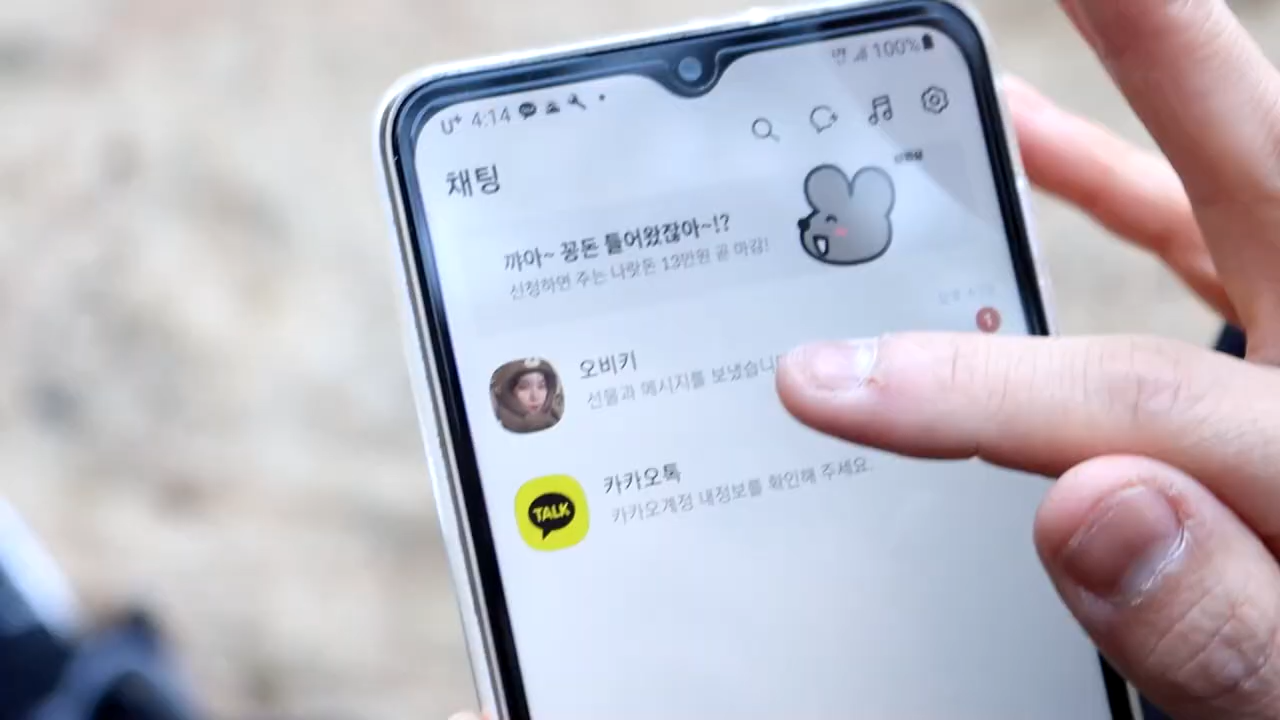 U+ 4:14
100%
채팅
꺄아~ 꽁돈 들어왔잖아~!?
신청하면 주는 나랏돈 13만원 곧 마감!
1
오비키
선물과 메시지를 보냈습니다
카카오톡
카카오계정 내정보를 확인해 주세요.
TALK